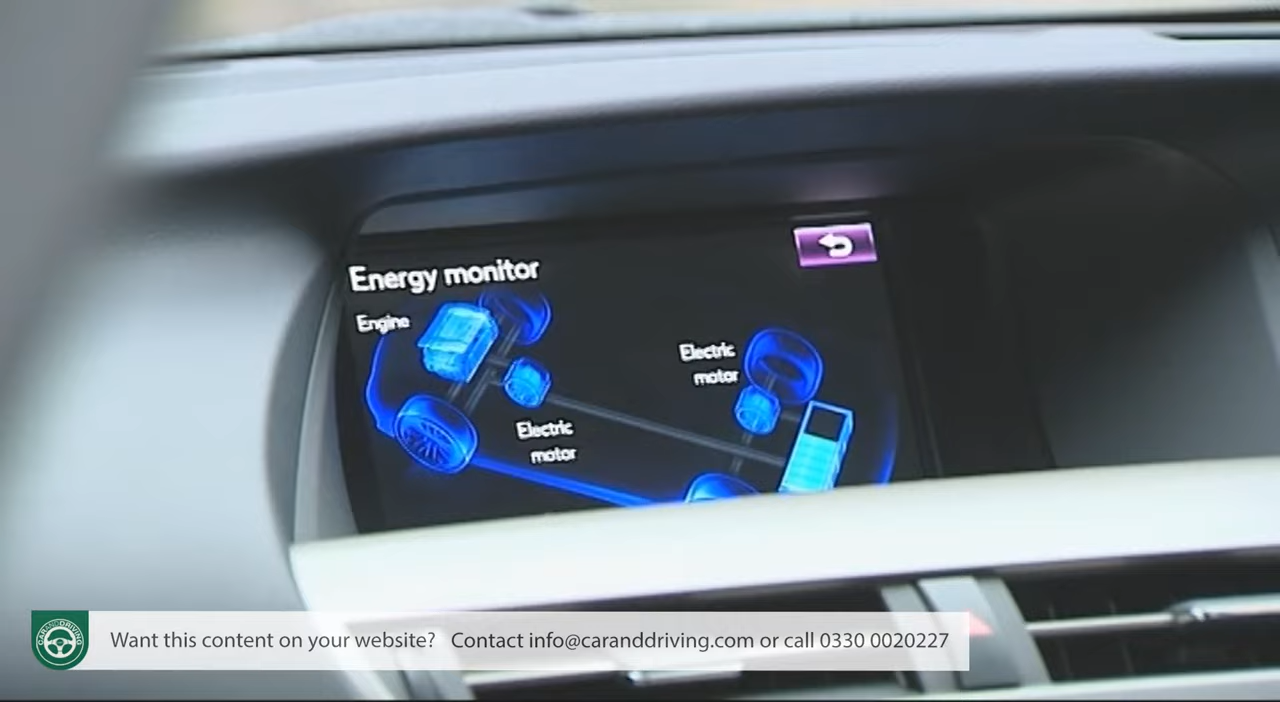 Energy monitor
Engine
Electric
motor
Electric
motor
CARANDDRIVING
Want this content on your website? Contact info@caranddriving.com or call 0330 0020227